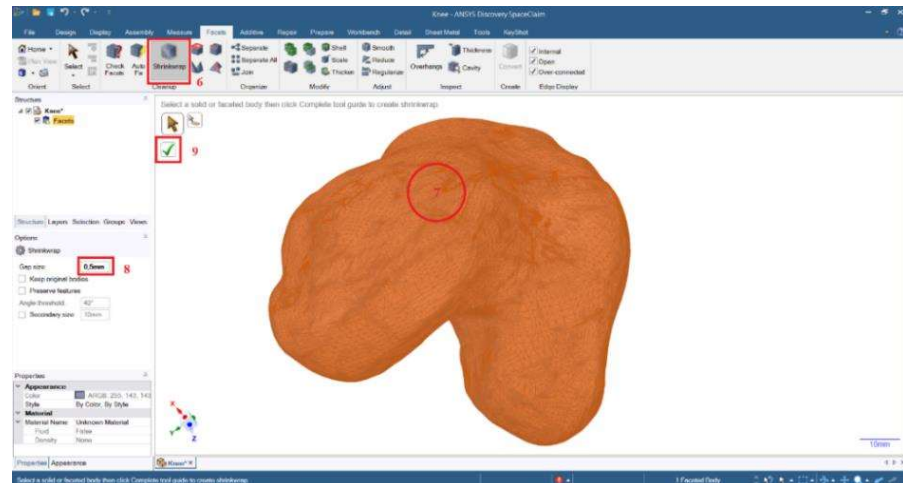 Knee - ANSYS Discovery SpaceClaim
File Design Display Assembly Measure Facets Additive Repair Prepare Workbench Detail Sheet Metal Tools KeyShot
Home
Select Check Facets Auto Fix Shrinkwrap
Separate
Separate All
Join
Shell
Scale
Thicken
Smooth
Reduce
Regularize
Overhangs
Thickness
Cavity
Convert
Internal
Open
Over-connected
6
Orient Select Cleanup Organize Modify Adjust Inspect Create Edge Display
Structure
Knee*
Facets
Select a solid or faceted body then click Complete tool guide to create shrinkwrap
9
7
Structure Layers Selection Groups Views
Options
Shrinkwrap
Gap size: 0,5mm
8
Keep original bodies
Preserve features
Angle threshold: 40°
Secondary size: 10mm
Properties
Appearance
Color ARGB: 255, 143, 143
Style By Color, By Style
Material
Material Name Unknown Material
Fluid False
Density None
X
Y
Z
10mm
Properties Appearance
Knee*
Select a solid or faceted body then click Complete tool guide to create shrinkwrap
1 Faceted Body